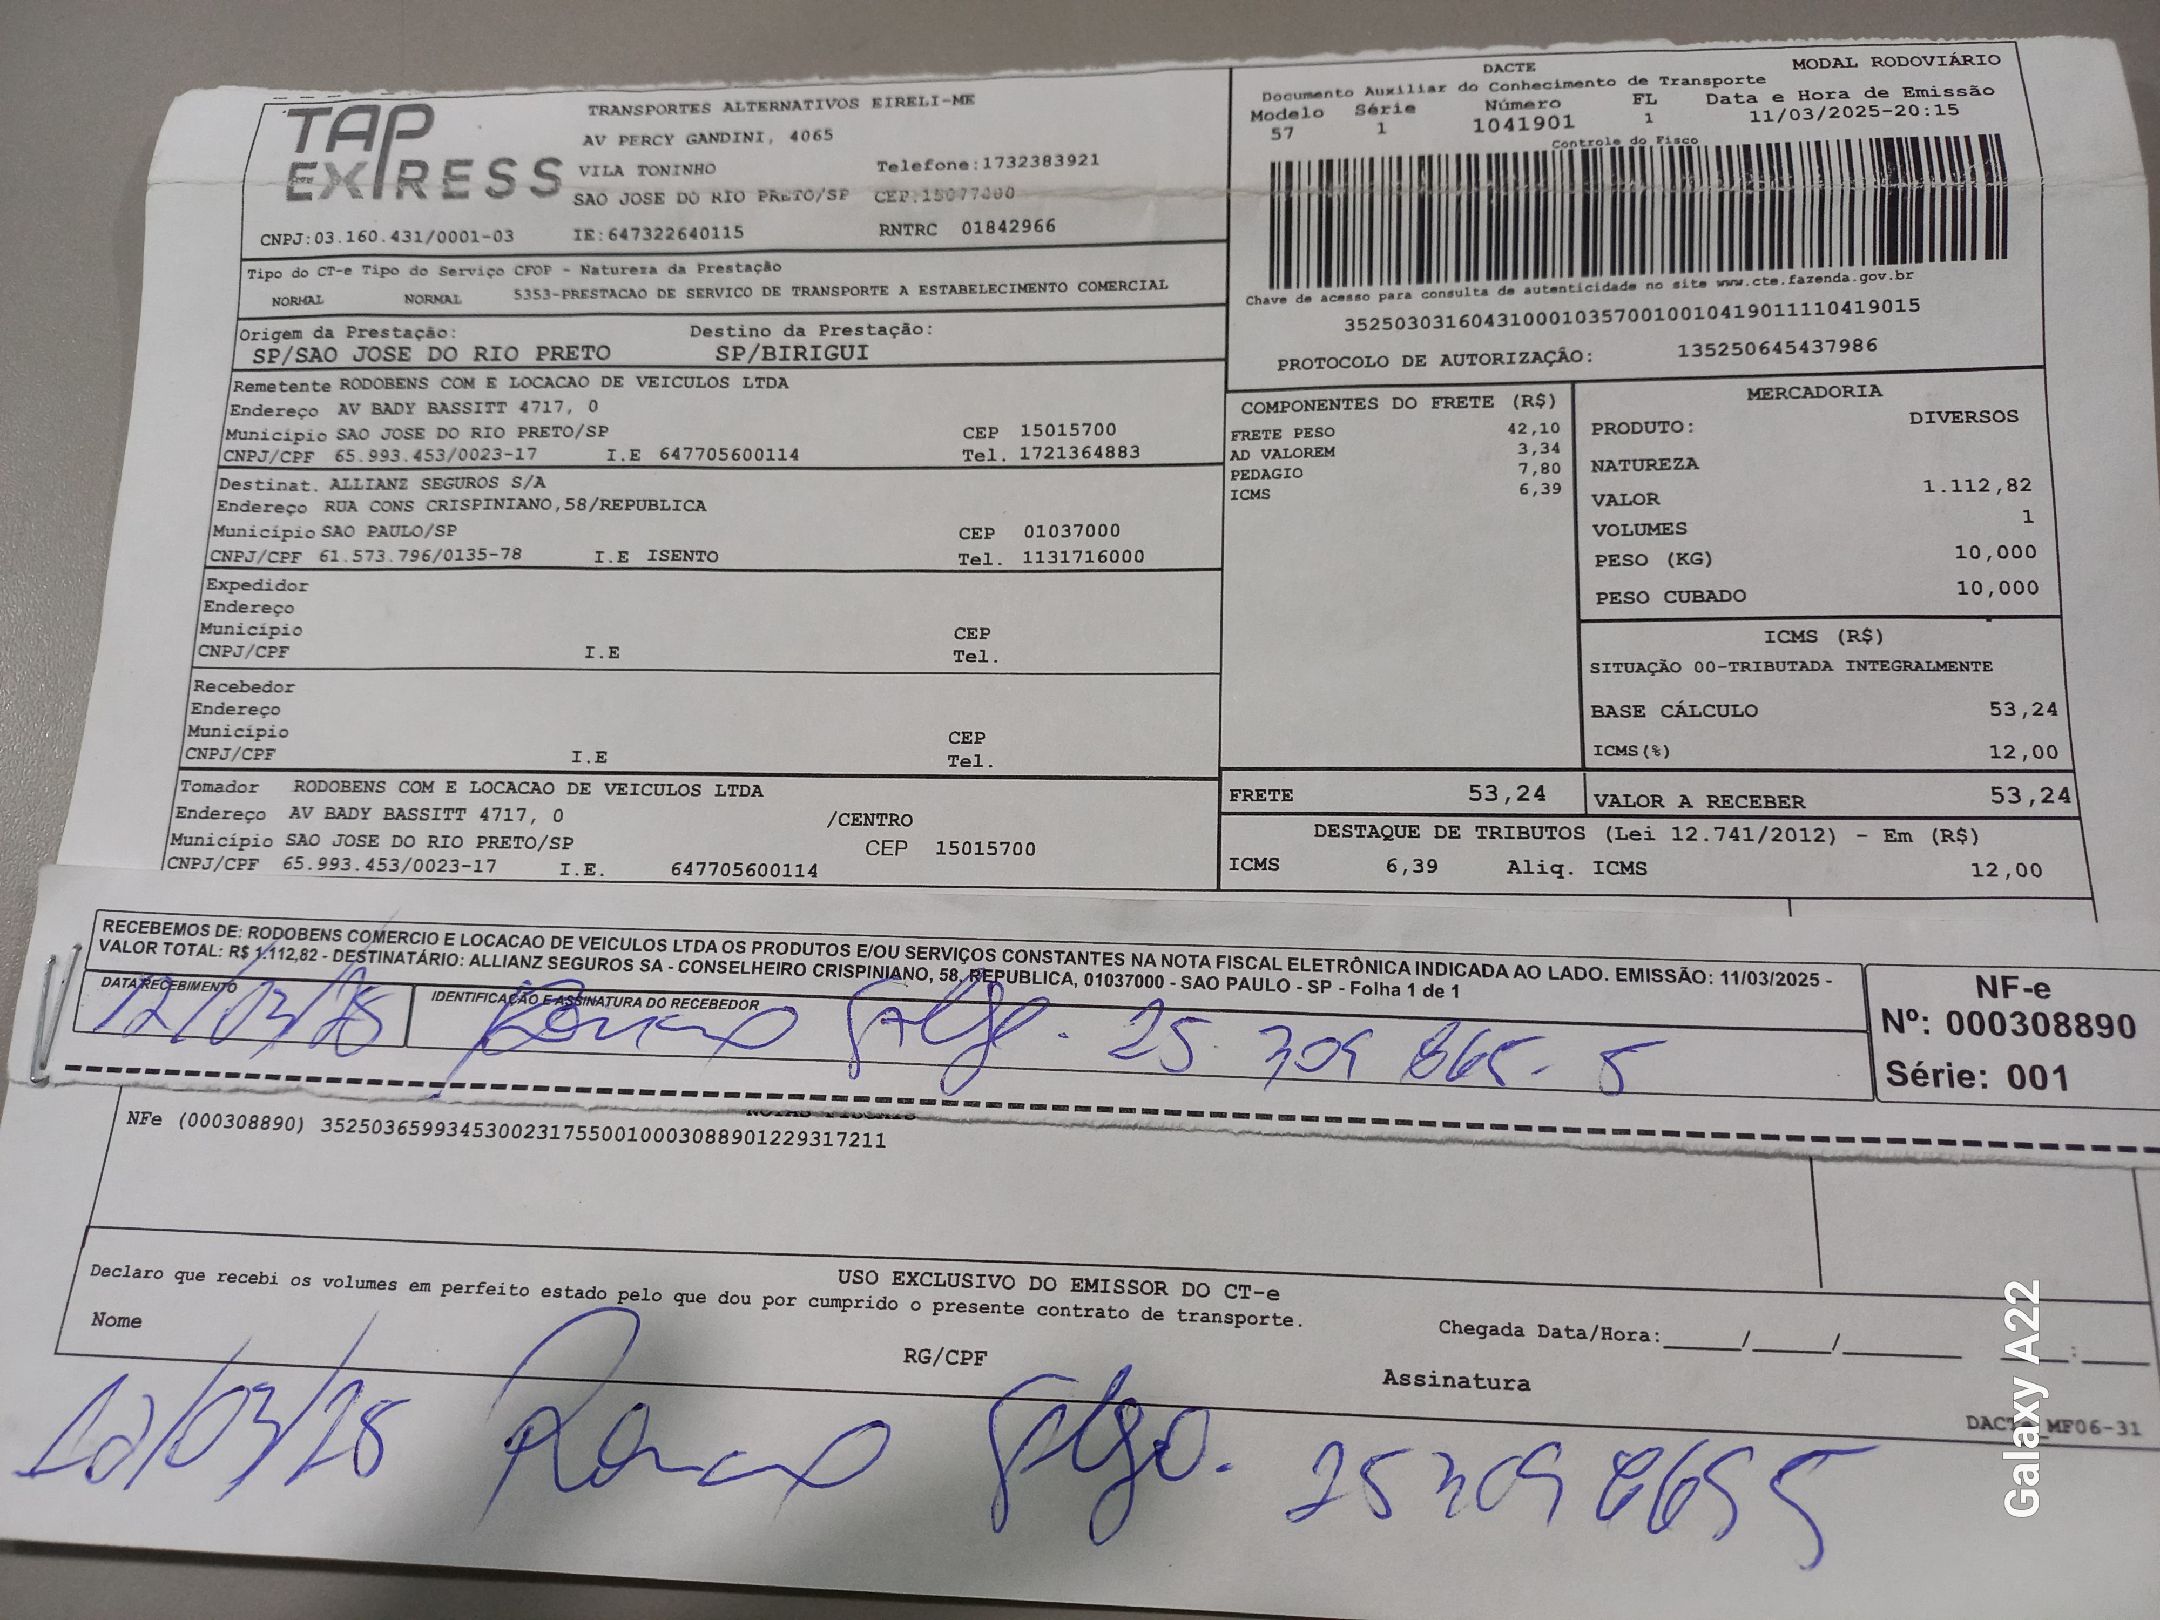 TAP EXPRESS
TRANSPORTES ALTERNATIVOS EIRELI-ME
AV PERCY GANDINI, 4065
VILA TONINHO Telefone:1732383921
SAO JOSE DO RIO PRETO/SP CEP:15077000
CNPJ:03.160.431/0001-03 IE:647322640115 RNTRC 01842966
Tipo do CT-e Tipo do Serviço CFOP - Natureza da Prestação
NORMAL NORMAL 5353-PRESTACAO DE SERVICO DE TRANSPORTE A ESTABELECIMENTO COMERCIAL
Origem da Prestação: Destino da Prestação:
SP/SAO JOSE DO RIO PRETO SP/BIRIGUI
Remetente RODOBENS COM E LOCACAO DE VEICULOS LTDA
Endereço AV BADY BASSITT 4717, 0
Município SAO JOSE DO RIO PRETO/SP CEP 15015700
CNPJ/CPF 65.993.453/0023-17 I.E 647705600114 Tel. 1721364883
Destinat. ALLIANZ SEGUROS S/A
Endereço RUA CONS CRISPINIANO,58/REPUBLICA
Município SAO PAULO/SP CEP 01037000
CNPJ/CPF 61.573.796/0135-78 I.E ISENTO Tel. 1131716000
Expedidor
Endereço
Município CEP
CNPJ/CPF I.E Tel.
Recebedor
Endereço
Município CEP
CNPJ/CPF I.E Tel.
Tomador RODOBENS COM E LOCACAO DE VEICULOS LTDA
Endereço AV BADY BASSITT 4717, 0 /CENTRO
Município SAO JOSE DO RIO PRETO/SP CEP 15015700
CNPJ/CPF 65.993.453/0023-17 I.E. 647705600114
DACTE MODAL RODOVIÁRIO
Documento Auxiliar do Conhecimento de Transporte
Modelo Série Número FL Data e Hora de Emissão
57 1 1041901 1 11/03/2025-20:15
Controle do Fisco
Chave de acesso para consulta de autenticidade no site www.cte.fazenda.gov.br
35250303160431000103570010010419011110419015
PROTOCOLO DE AUTORIZAÇÃO: 135250645437986
COMPONENTES DO FRETE (R$)
FRETE PESO 42,10
AD VALOREM 3,34
PEDAGIO 7,80
ICMS 6,39
MERCADORIA
PRODUTO: DIVERSOS
NATUREZA
VALOR 1.112,82
VOLUMES 1
PESO (KG) 10,000
PESO CUBADO 10,000
ICMS (R$)
SITUAÇÃO 00-TRIBUTADA INTEGRALMENTE
BASE CÁLCULO 53,24
ICMS(%) 12,00
FRETE 53,24 VALOR A RECEBER 53,24
DESTAQUE DE TRIBUTOS (Lei 12.741/2012) - Em (R$)
ICMS 6,39 Aliq. ICMS 12,00
RECEBEMOS DE: RODOBENS COMERCIO E LOCACAO DE VEICULOS LTDA OS PRODUTOS E/OU SERVIÇOS CONSTANTES NA NOTA FISCAL ELETRÔNICA INDICADA AO LADO. EMISSÃO: 11/03/2025 -
VALOR TOTAL: R$ 1.112,82 - DESTINATÁRIO: ALLIANZ SEGUROS SA - CONSELHEIRO CRISPINIANO, 58, REPUBLICA, 01037000 - SAO PAULO - SP - Folha 1 de 1
DATA RECEBIMENTO IDENTIFICAÇÃO E ASSINATURA DO RECEBEDOR
12/03/25
NF-e
Nº: 000308890
Série: 001
NOTAS FISCAIS
NFe (000308890) 35250365993453002317550010003088901229317211
USO EXCLUSIVO DO EMISSOR DO CT-e
Declaro que recebi os volumes em perfeito estado pelo que dou por cumprido o presente contrato de transporte.
Nome RG/CPF Assinatura Chegada Data/Hora:_____/_____/_______ ____:____
12/03/25
DACTE_MF06-31
Galaxy A22